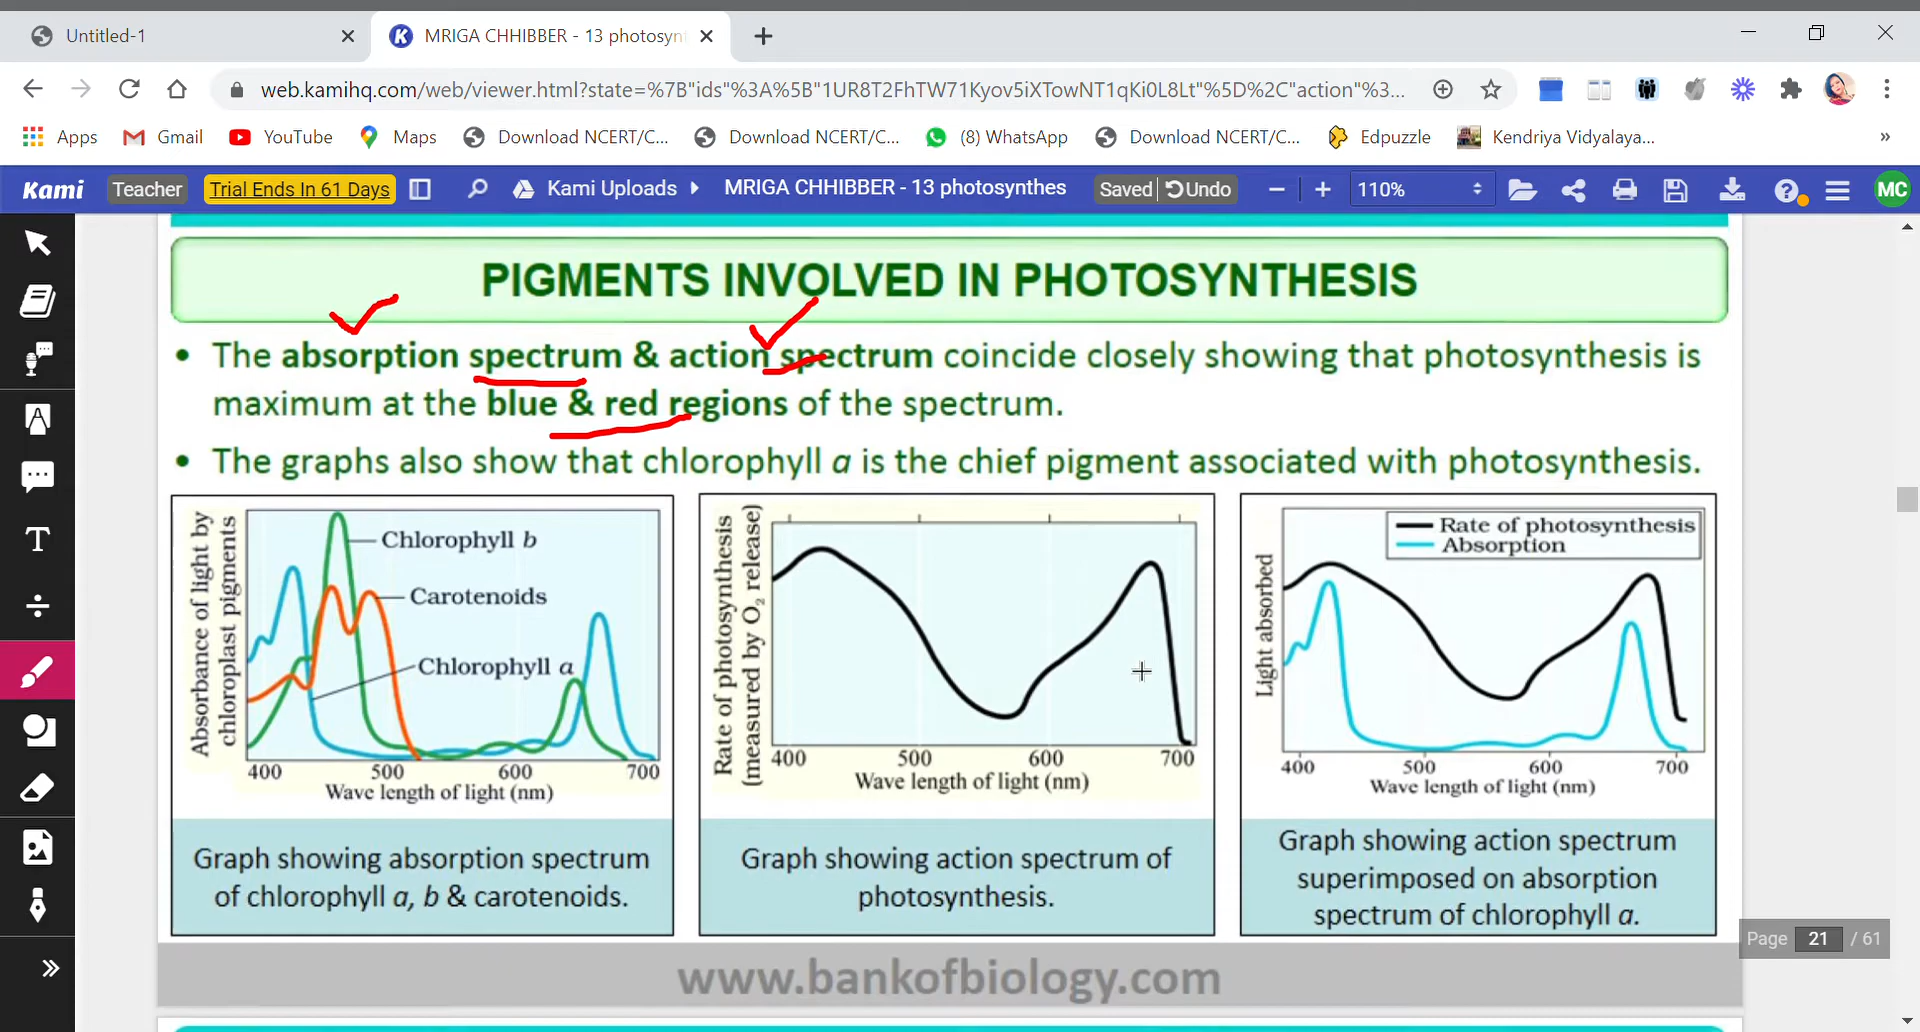 Untitled-1
MRIGA CHHIBBER - 13 photosyn
web.kamihq.com/web/viewer.html?state=%7B"ids"%3A%5B"1UR8T2FhTW71Kyov5iXTowNT1qKi0L8Lt"%5D%2C"action"%3...
Apps
Gmail
YouTube
Maps
Download NCERT/C...
Download NCERT/C...
(8) WhatsApp
Download NCERT/C...
Edpuzzle
Kendriya Vidyalaya...
»
Kami
Teacher
Trial Ends In 61 Days
Kami Uploads
MRIGA CHHIBBER - 13 photosynthes
Saved
Undo
110%
MC
PIGMENTS INVOLVED IN PHOTOSYNTHESIS
• The absorption spectrum & action spectrum coincide closely showing that photosynthesis is
maximum at the blue & red regions of the spectrum.
• The graphs also show that chlorophyll a is the chief pigment associated with photosynthesis.
Absorbance of light by
chloroplast pigments
Chlorophyll b
Carotenoids
Chlorophyll a
400 500 600 700
Wave length of light (nm)
Graph showing absorption spectrum
of chlorophyll a, b & carotenoids.
Rate of photosynthesis
(measured by O₂ release)
400 500 600 700
Wave length of light (nm)
Graph showing action spectrum of
photosynthesis.
Rate of photosynthesis
Absorption
Light absorbed
400 500 600 700
Wave length of light (nm)
Graph showing action spectrum
superimposed on absorption
spectrum of chlorophyll a.
Page 21 / 61
www.bankofbiology.com